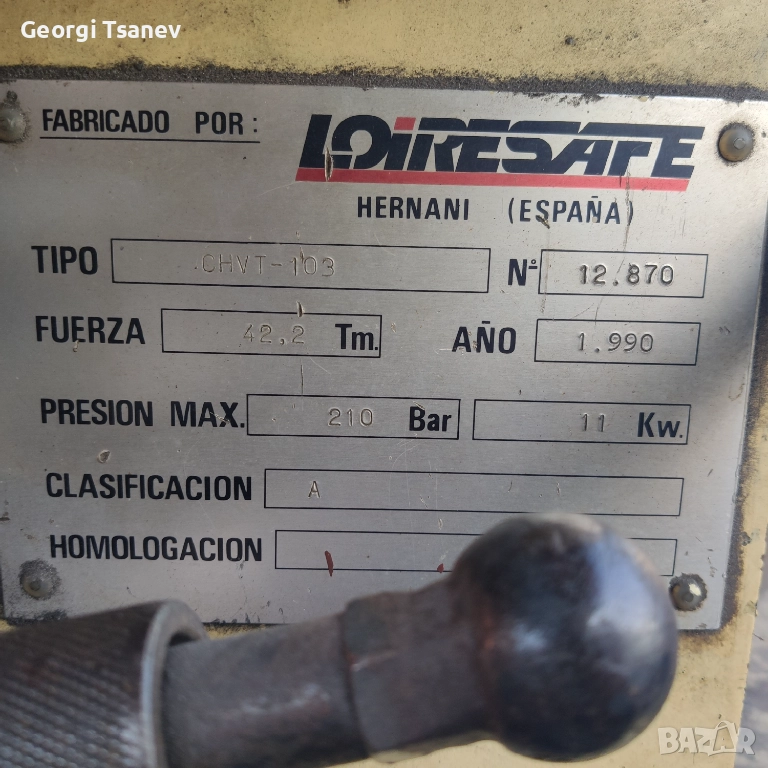 Georgi Tsanev
FABRICADO POR: LOIRESAFE
HERNANI (ESPAÑA)
TIPO CHVT-103 Nº 12.870
FUERZA 42,2 Tm. AÑO 1.990
PRESION MAX. 210 Bar 11 Kw.
CLASIFICACION A
HOMOLOGACION
BAZAR